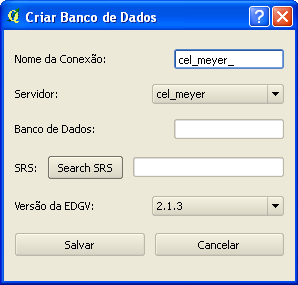 Criar Banco de Dados
Nome da Conexão: cel_meyer_
Servidor: cel_meyer
Banco de Dados:
SRS: Search SRS
Versão da EDGV: 2.1.3
Salvar Cancelar